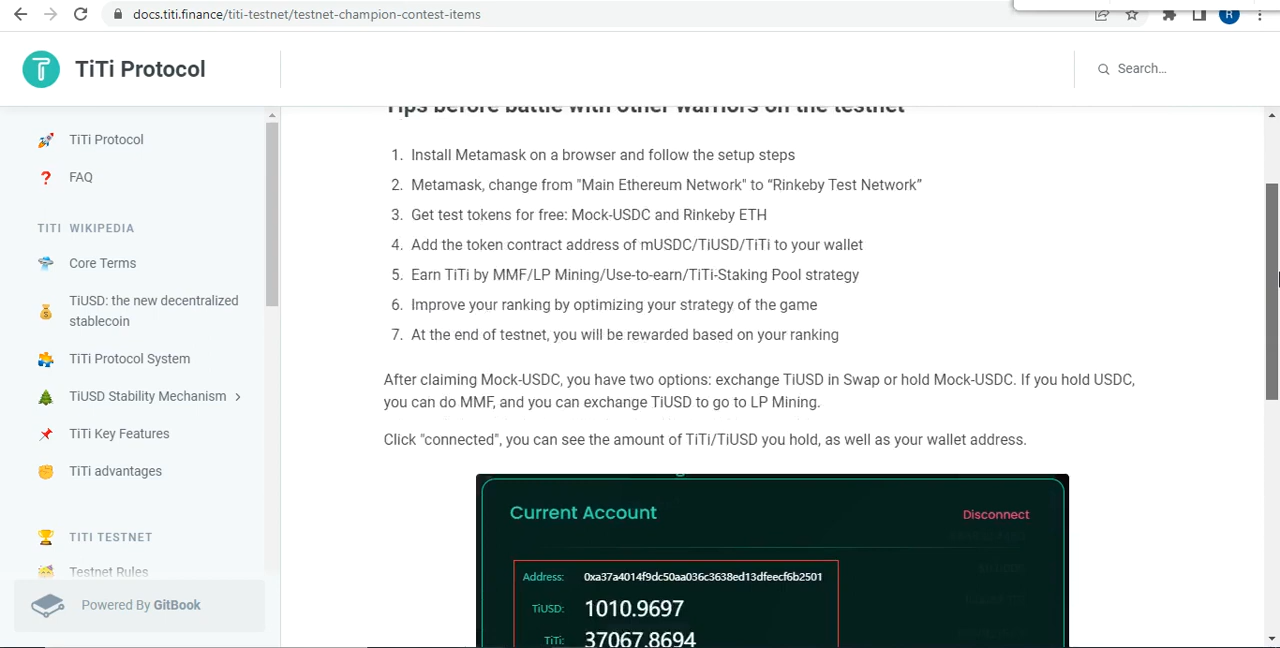 docs.titi.finance/titi-testnet/testnet-champion-contest-items
R
TiTi Protocol
Search...
TiTi Protocol
FAQ
TITI WIKIPEDIA
Core Terms
TiUSD: the new decentralized
stablecoin
TiTi Protocol System
TiUSD Stability Mechanism
TiTi Key Features
TiTi advantages
TITI TESTNET
Testnet Rules
Powered By GitBook
Tips before battle with other warriors on the testnet
1. Install Metamask on a browser and follow the setup steps
2. Metamask, change from "Main Ethereum Network" to “Rinkeby Test Network”
3. Get test tokens for free: Mock-USDC and Rinkeby ETH
4. Add the token contract address of mUSDC/TiUSD/TiTi to your wallet
5. Earn TiTi by MMF/LP Mining/Use-to-earn/TiTi-Staking Pool strategy
6. Improve your ranking by optimizing your strategy of the game
7. At the end of testnet, you will be rewarded based on your ranking
After claiming Mock-USDC, you have two options: exchange TiUSD in Swap or hold Mock-USDC. If you hold USDC,
you can do MMF, and you can exchange TiUSD to go to LP Mining.
Click "connected", you can see the amount of TiTi/TiUSD you hold, as well as your wallet address.
Current Account
Disconnect
Address: 0xa37a4014f9dc50aa036c3638ed13dfeecf6b2501
TiUSD: 1010.9697
TiTi: 37067.8694